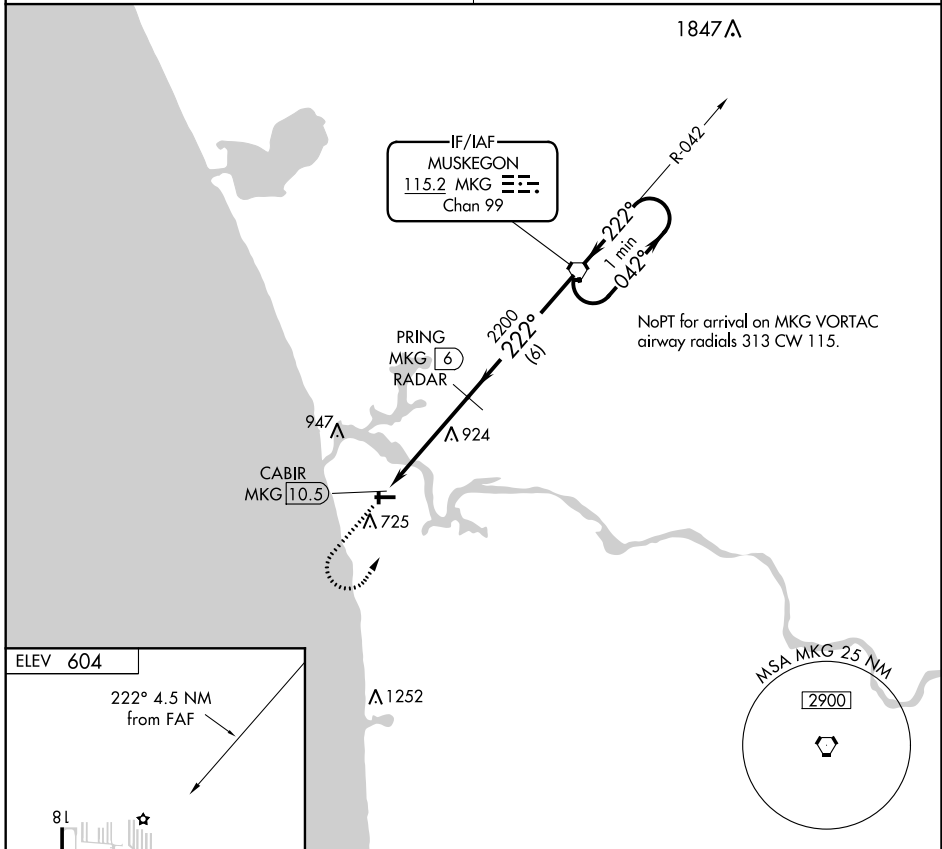 1847
IF/IAF
MUSKEGON
115.2 MKG
Chan 99
R-042
222°
1 min
042°
NoPT for arrival on MKG VORTAC
airway radials 313 CW 115.
2200
222°
(6)
PRING
MKG 6
RADAR
947
924
CABIR
MKG 10.5
725
ELEV 604
222° 4.5 NM
from FAF
1252
MSA MKG 25 NM
2900
18